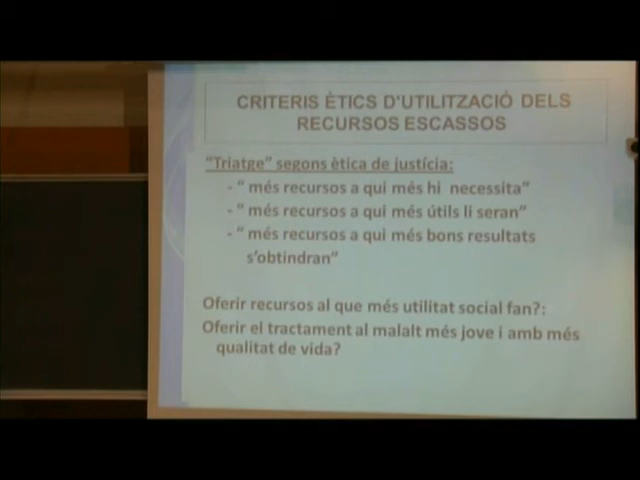 CRITERIS ÈTICS D'UTILITZACIÓ DELS
RECURSOS ESCASSOS
"Triatge" segons ètica de justícia:
- " més recursos a qui més hi necessita"
- " més recursos a qui més útils li seran"
- " més recursos a qui més bons resultats
s'obtindran"
Oferir recursos al que més utilitat social fan?:
Oferir el tractament al malalt més jove i amb més
qualitat de vida?